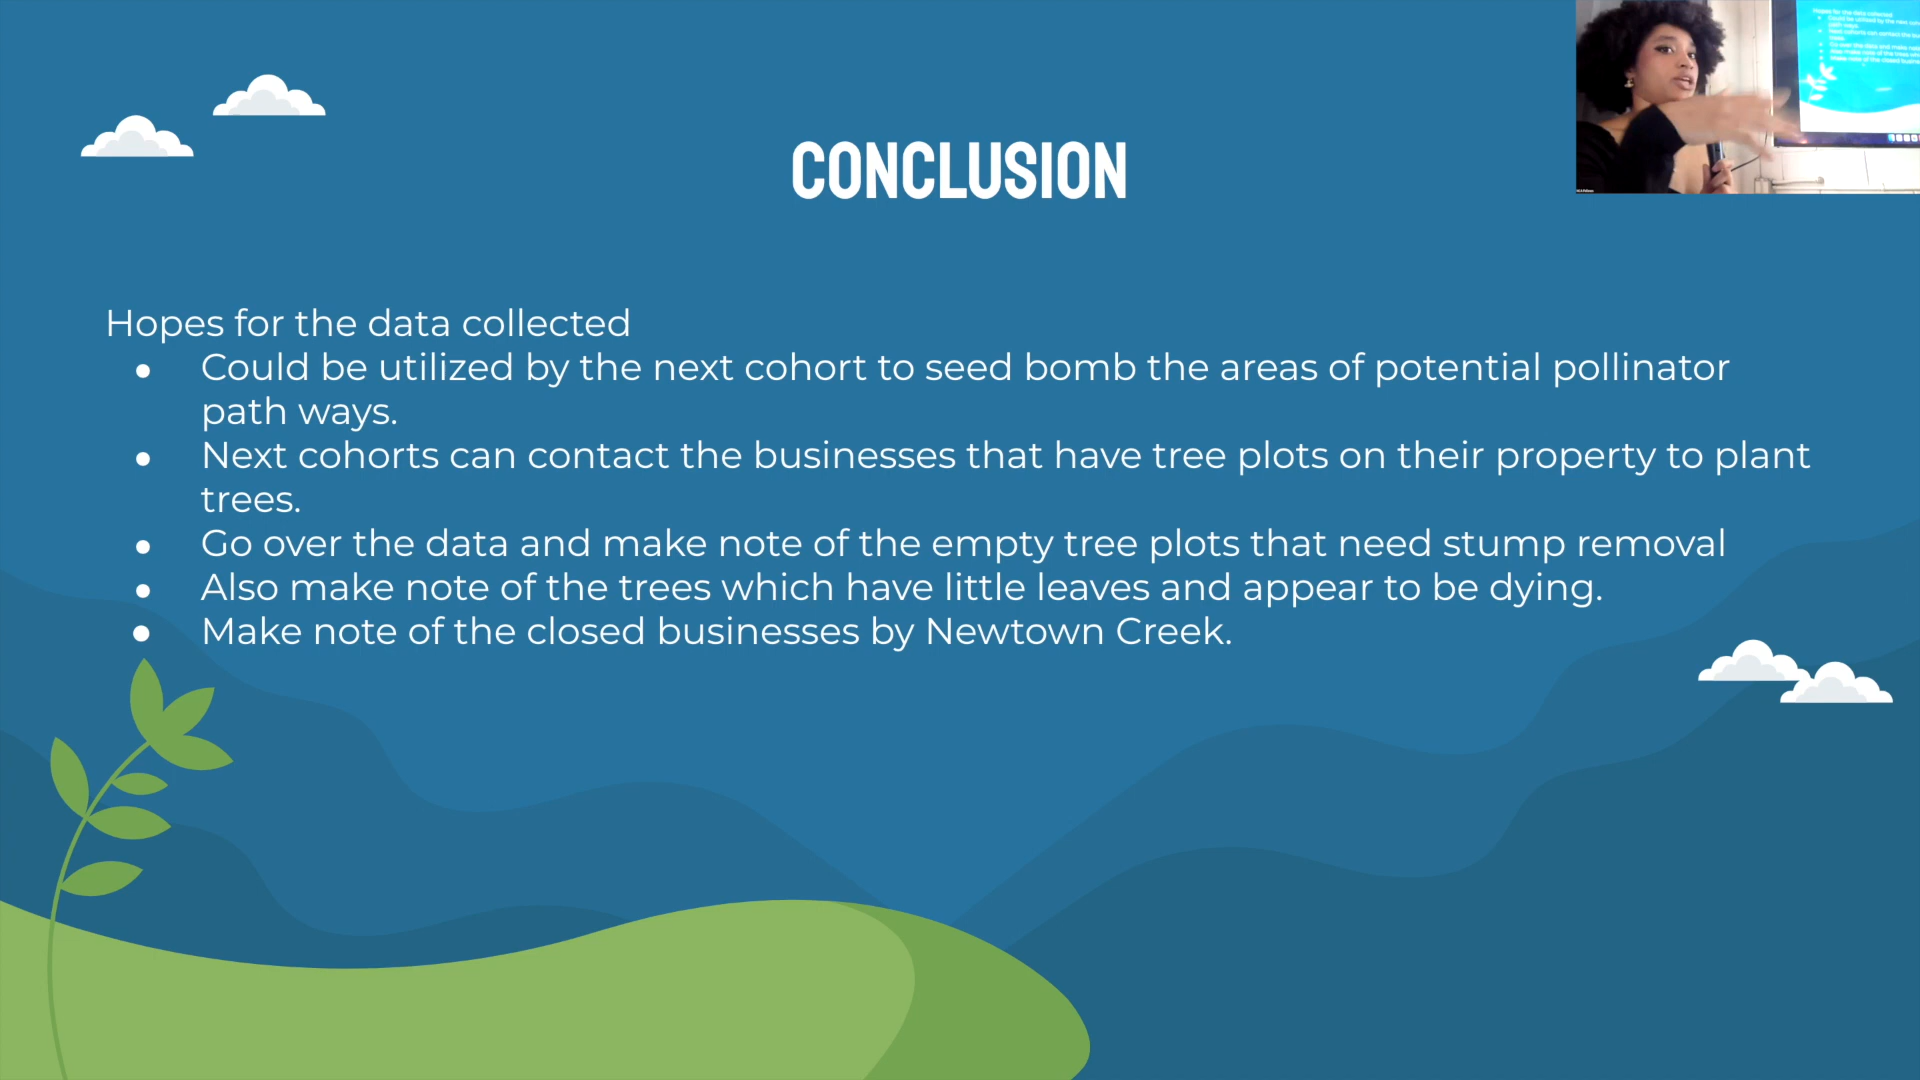 CONCLUSION
Hopes for the data collected
● Could be utilized by the next cohort to seed bomb the areas of potential pollinator
path ways.
● Next cohorts can contact the businesses that have tree plots on their property to plant
trees.
● Go over the data and make note of the empty tree plots that need stump removal
● Also make note of the trees which have little leaves and appear to be dying.
● Make note of the closed businesses by Newtown Creek.